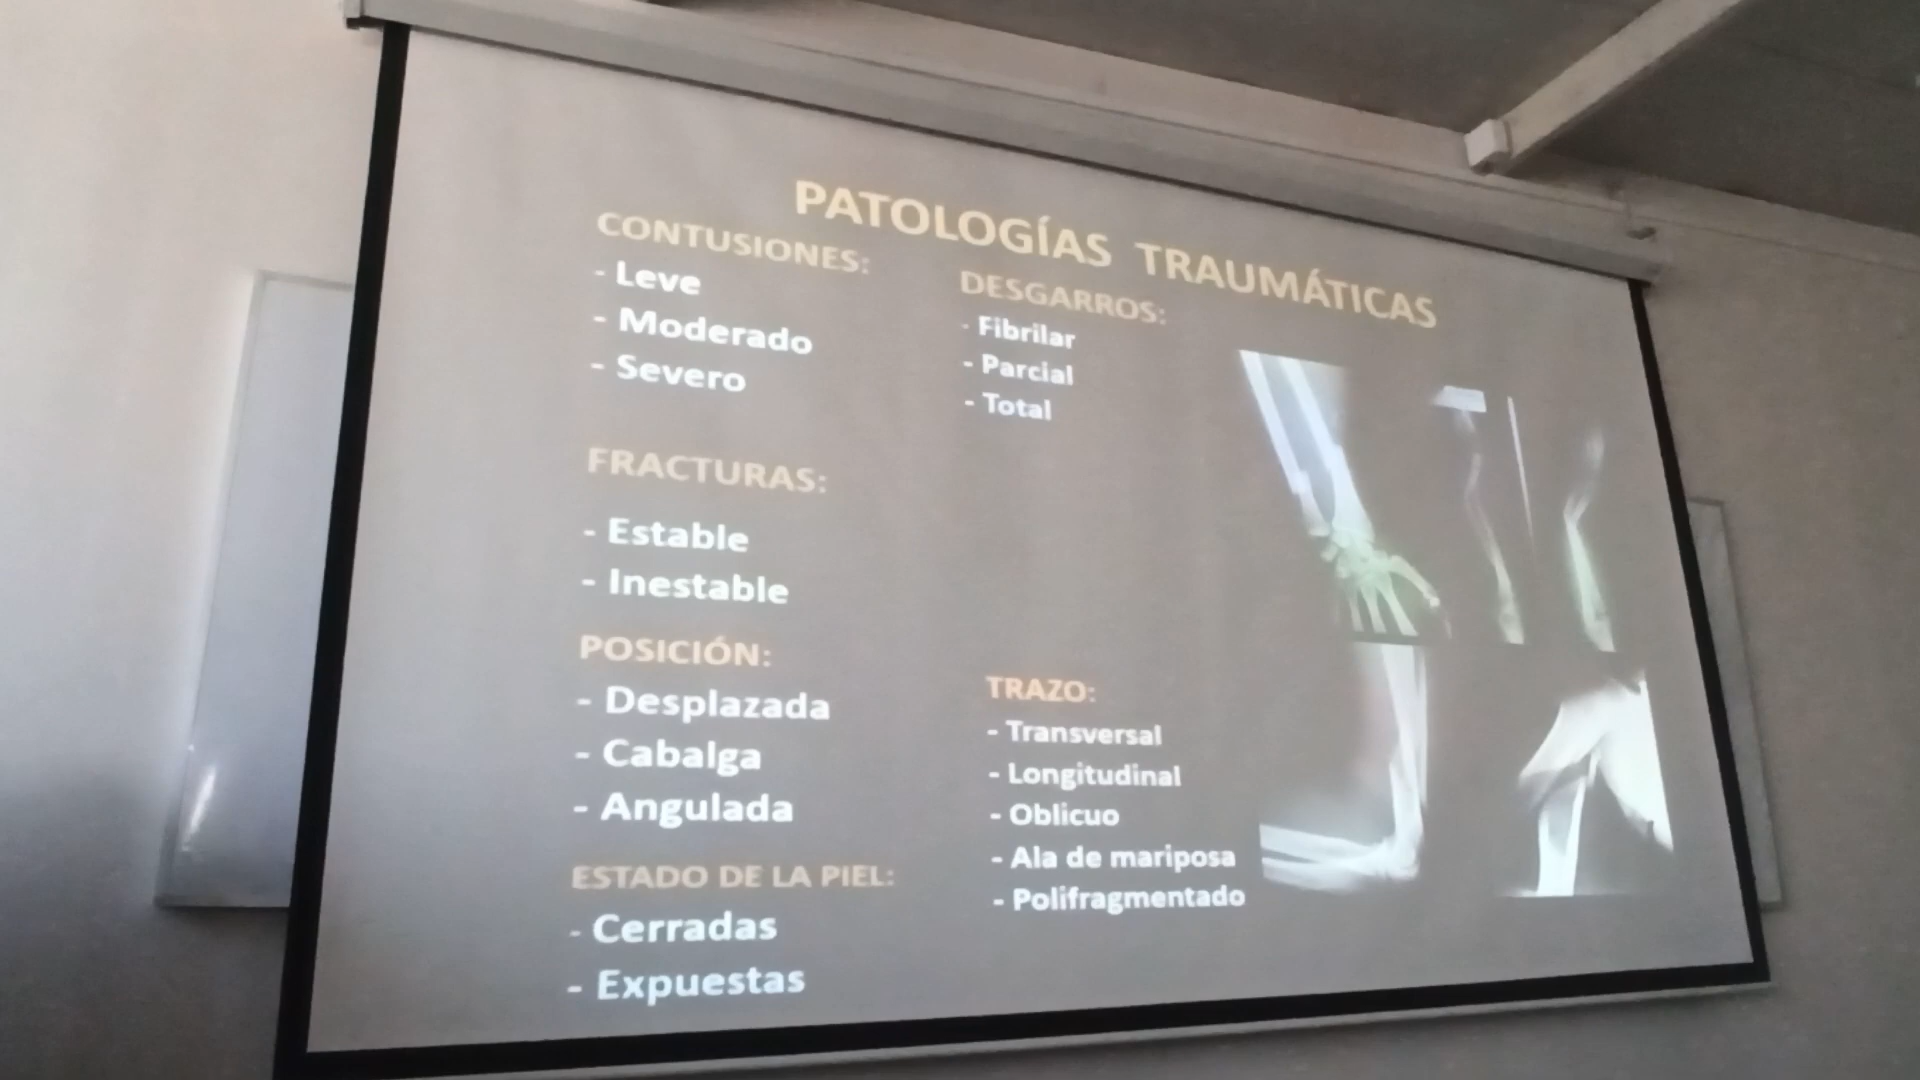 PATOLOGÍAS TRAUMÁTICAS
CONTUSIONES:
- Leve
- Moderado
- Severo
DESGARROS:
- Fibrilar
- Parcial
- Total
FRACTURAS:
- Estable
- Inestable
POSICIÓN:
- Desplazada
- Cabalga
- Angulada
ESTADO DE LA PIEL:
- Cerradas
- Expuestas
TRAZO:
- Transversal
- Longitudinal
- Oblicuo
- Ala de mariposa
- Polifragmentado